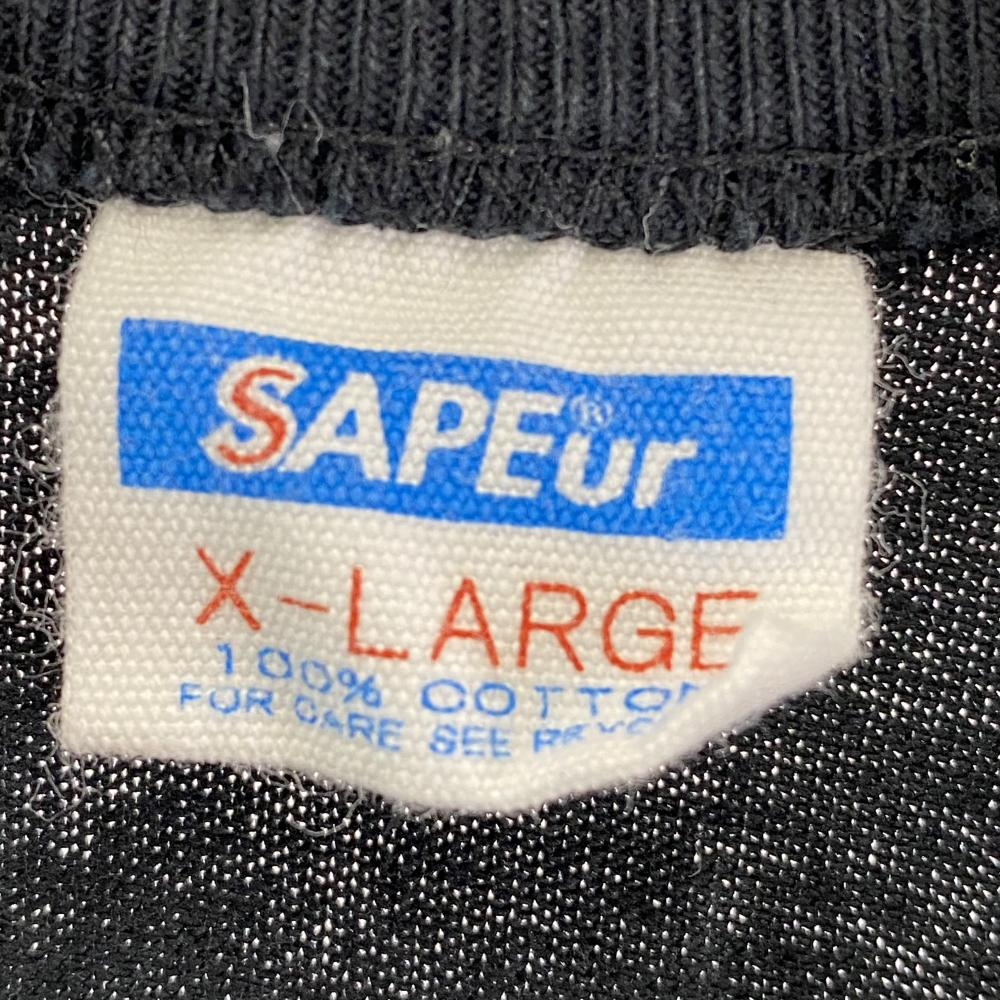 SAPEur®
X-LARGE
100% COTTON
FOR CARE SEE